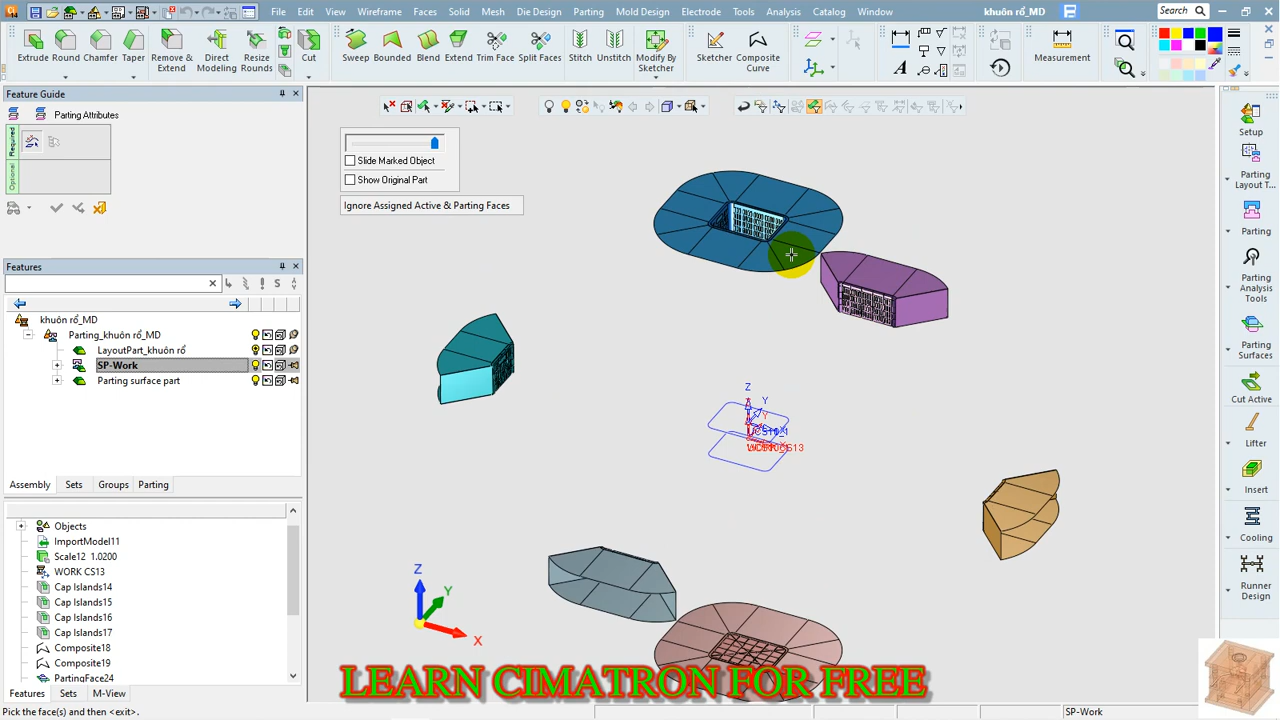 File Edit View Wireframe Faces Solid Mesh Die Design Parting Mold Design Electrode Tools Analysis Catalog Window khuôn rổ_MD Search
Extrude Round Chamfer Taper Remove & Extend Direct Modeling Resize Rounds Cut Sweep Bounded Blend Extend Trim Face Split Faces Stitch Unstitch Modify By Sketcher Sketcher Composite Curve Measurement
Feature Guide
Parting Attributes
Required
Optional
Slide Marked Object
Show Original Part
Ignore Assigned Active & Parting Faces
Features
khuôn rổ_MD
Parting_khuôn rổ_MD
LayoutPart_khuôn rổ
SP-Work
Parting surface part
Assembly Sets Groups Parting
Objects
ImportModel11
Scale12 1.0200
WORK CS13
Cap Islands14
Cap Islands15
Cap Islands16
Cap Islands17
Composite18
Composite19
PartingFace24
Features Sets M-View
Z
Y
Y
Z
Y
X
Setup
Parting Layout T...
Parting
Parting Analysis Tools
Parting Surfaces
Cut Active
Lifter
Insert
Cooling
Runner Design
LEARN CIMATRON FOR FREE
Pick the face(s) and then <exit>.
SP-Work